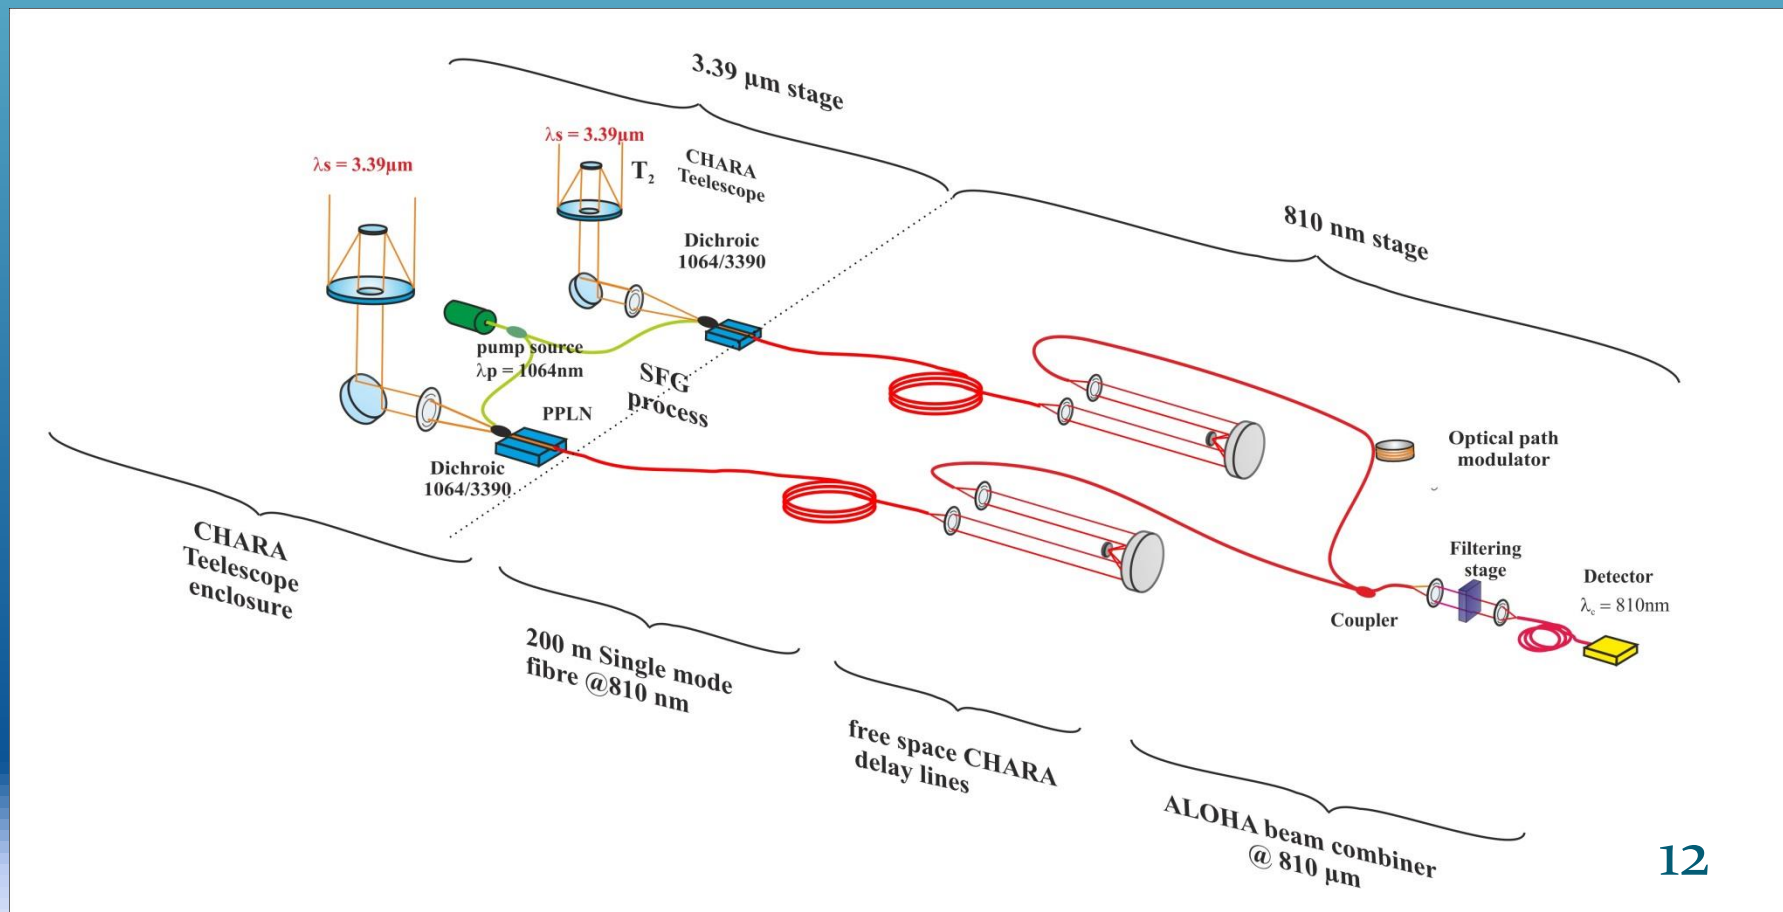 3.39 µm stage
λs = 3.39µm
λs = 3.39µm
T₂
CHARA
Teelescope
810 nm stage
Dichroic
1064/3390
pump source
λp = 1064nm
SFG
process
PPLN
Dichroic
1064/3390
Optical path
modulator
CHARA
Teelescope
enclosure
Filtering
stage
Detector
λc = 810nm
Coupler
200 m Single mode
fibre @810 nm
free space CHARA
delay lines
ALOHA beam combiner
@ 810 µm
12